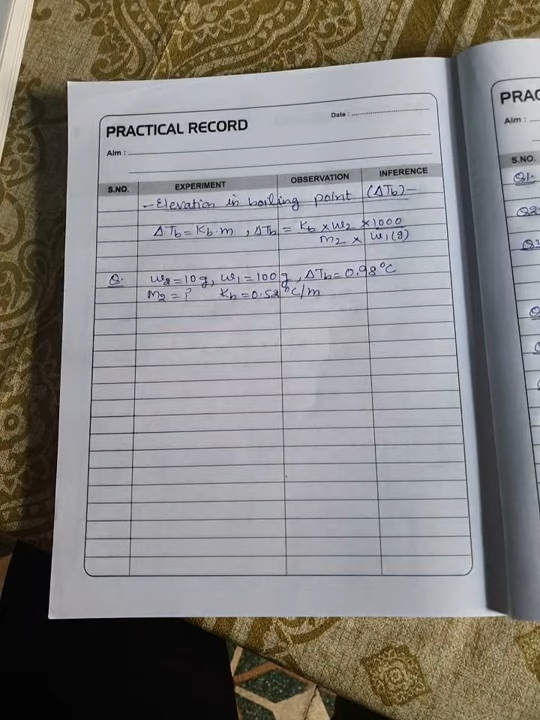 PRACTICAL RECORD
Date :
Aim :
S.NO. EXPERIMENT OBSERVATION INFERENCE
- Elevation in boiling point (ΔTb) -
ΔTb = Kb·m , ΔTb = Kb × w2 × 1000
M2 × w1(g)
Q. w2 = 10g, w1 = 100g, ΔTb = 0.98°C
M2 = ? Kb = 0.52°C/m
PRAC
Aim :
S.NO.
Q1.
Q2.